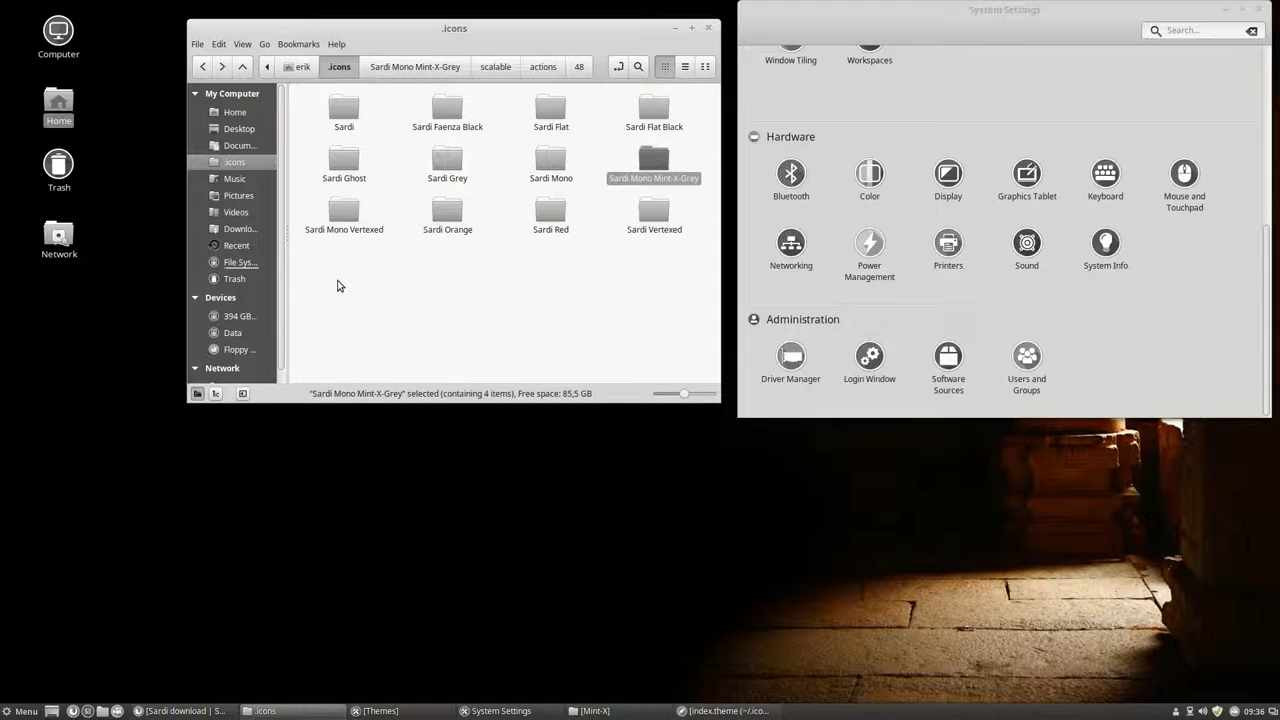 Computer
Home
Trash
Network
.icons
File Edit View Go Bookmarks Help
erik .icons Sardi Mono Mint-X-Grey scalable actions 48
My Computer
Home
Desktop
Docum...
.icons
Music
Pictures
Videos
Downlo...
Recent
File Sys...
Trash
Devices
394 GB...
Data
Floppy ...
Network
Sardi Sardi Faenza Black Sardi Flat Sardi Flat Black
Sardi Ghost Sardi Grey Sardi Mono Sardi Mono Mint-X-Grey
Sardi Mono Vertexed Sardi Orange Sardi Red Sardi Vertexed
"Sardi Mono Mint-X-Grey" selected (containing 4 items), Free space: 85,5 GB
System Settings
Search...
Window Tiling Workspaces
Hardware
Bluetooth Color Display Graphics Tablet Keyboard Mouse and
Touchpad
Networking Power Printers Sound System Info
Management
Administration
Driver Manager Login Window Software Users and
Sources Groups
Menu [Sardi download | S... .icons [Themes] System Settings [Mint-X] [index.theme (~/.ico... 09:36